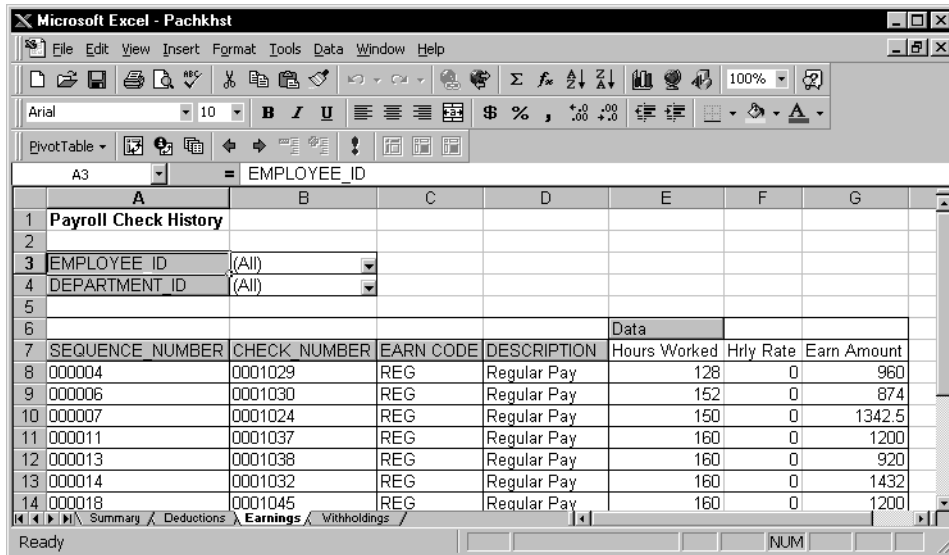 Microsoft Excel - Pachkhst
File Edit View Insert Format Tools Data Window Help
100%
Arial 10 B I U $ % ,
PivotTable
A3 = EMPLOYEE_ID
A B C D E F G
1 Payroll Check History
2
3 EMPLOYEE_ID (All)
4 DEPARTMENT_ID (All)
5
6 Data
7 SEQUENCE_NUMBER CHECK_NUMBER EARN CODE DESCRIPTION Hours Worked Hrly Rate Earn Amount
8 000004 0001029 REG Regular Pay 128 0 960
9 000006 0001030 REG Regular Pay 152 0 874
10 000007 0001024 REG Regular Pay 150 0 1342.5
11 000011 0001037 REG Regular Pay 160 0 1200
12 000013 0001038 REG Regular Pay 160 0 920
13 000014 0001032 REG Regular Pay 160 0 1432
14 000018 0001045 REG Regular Pay 160 0 1200
Summary Deductions Earnings Withholdings
Ready NUM